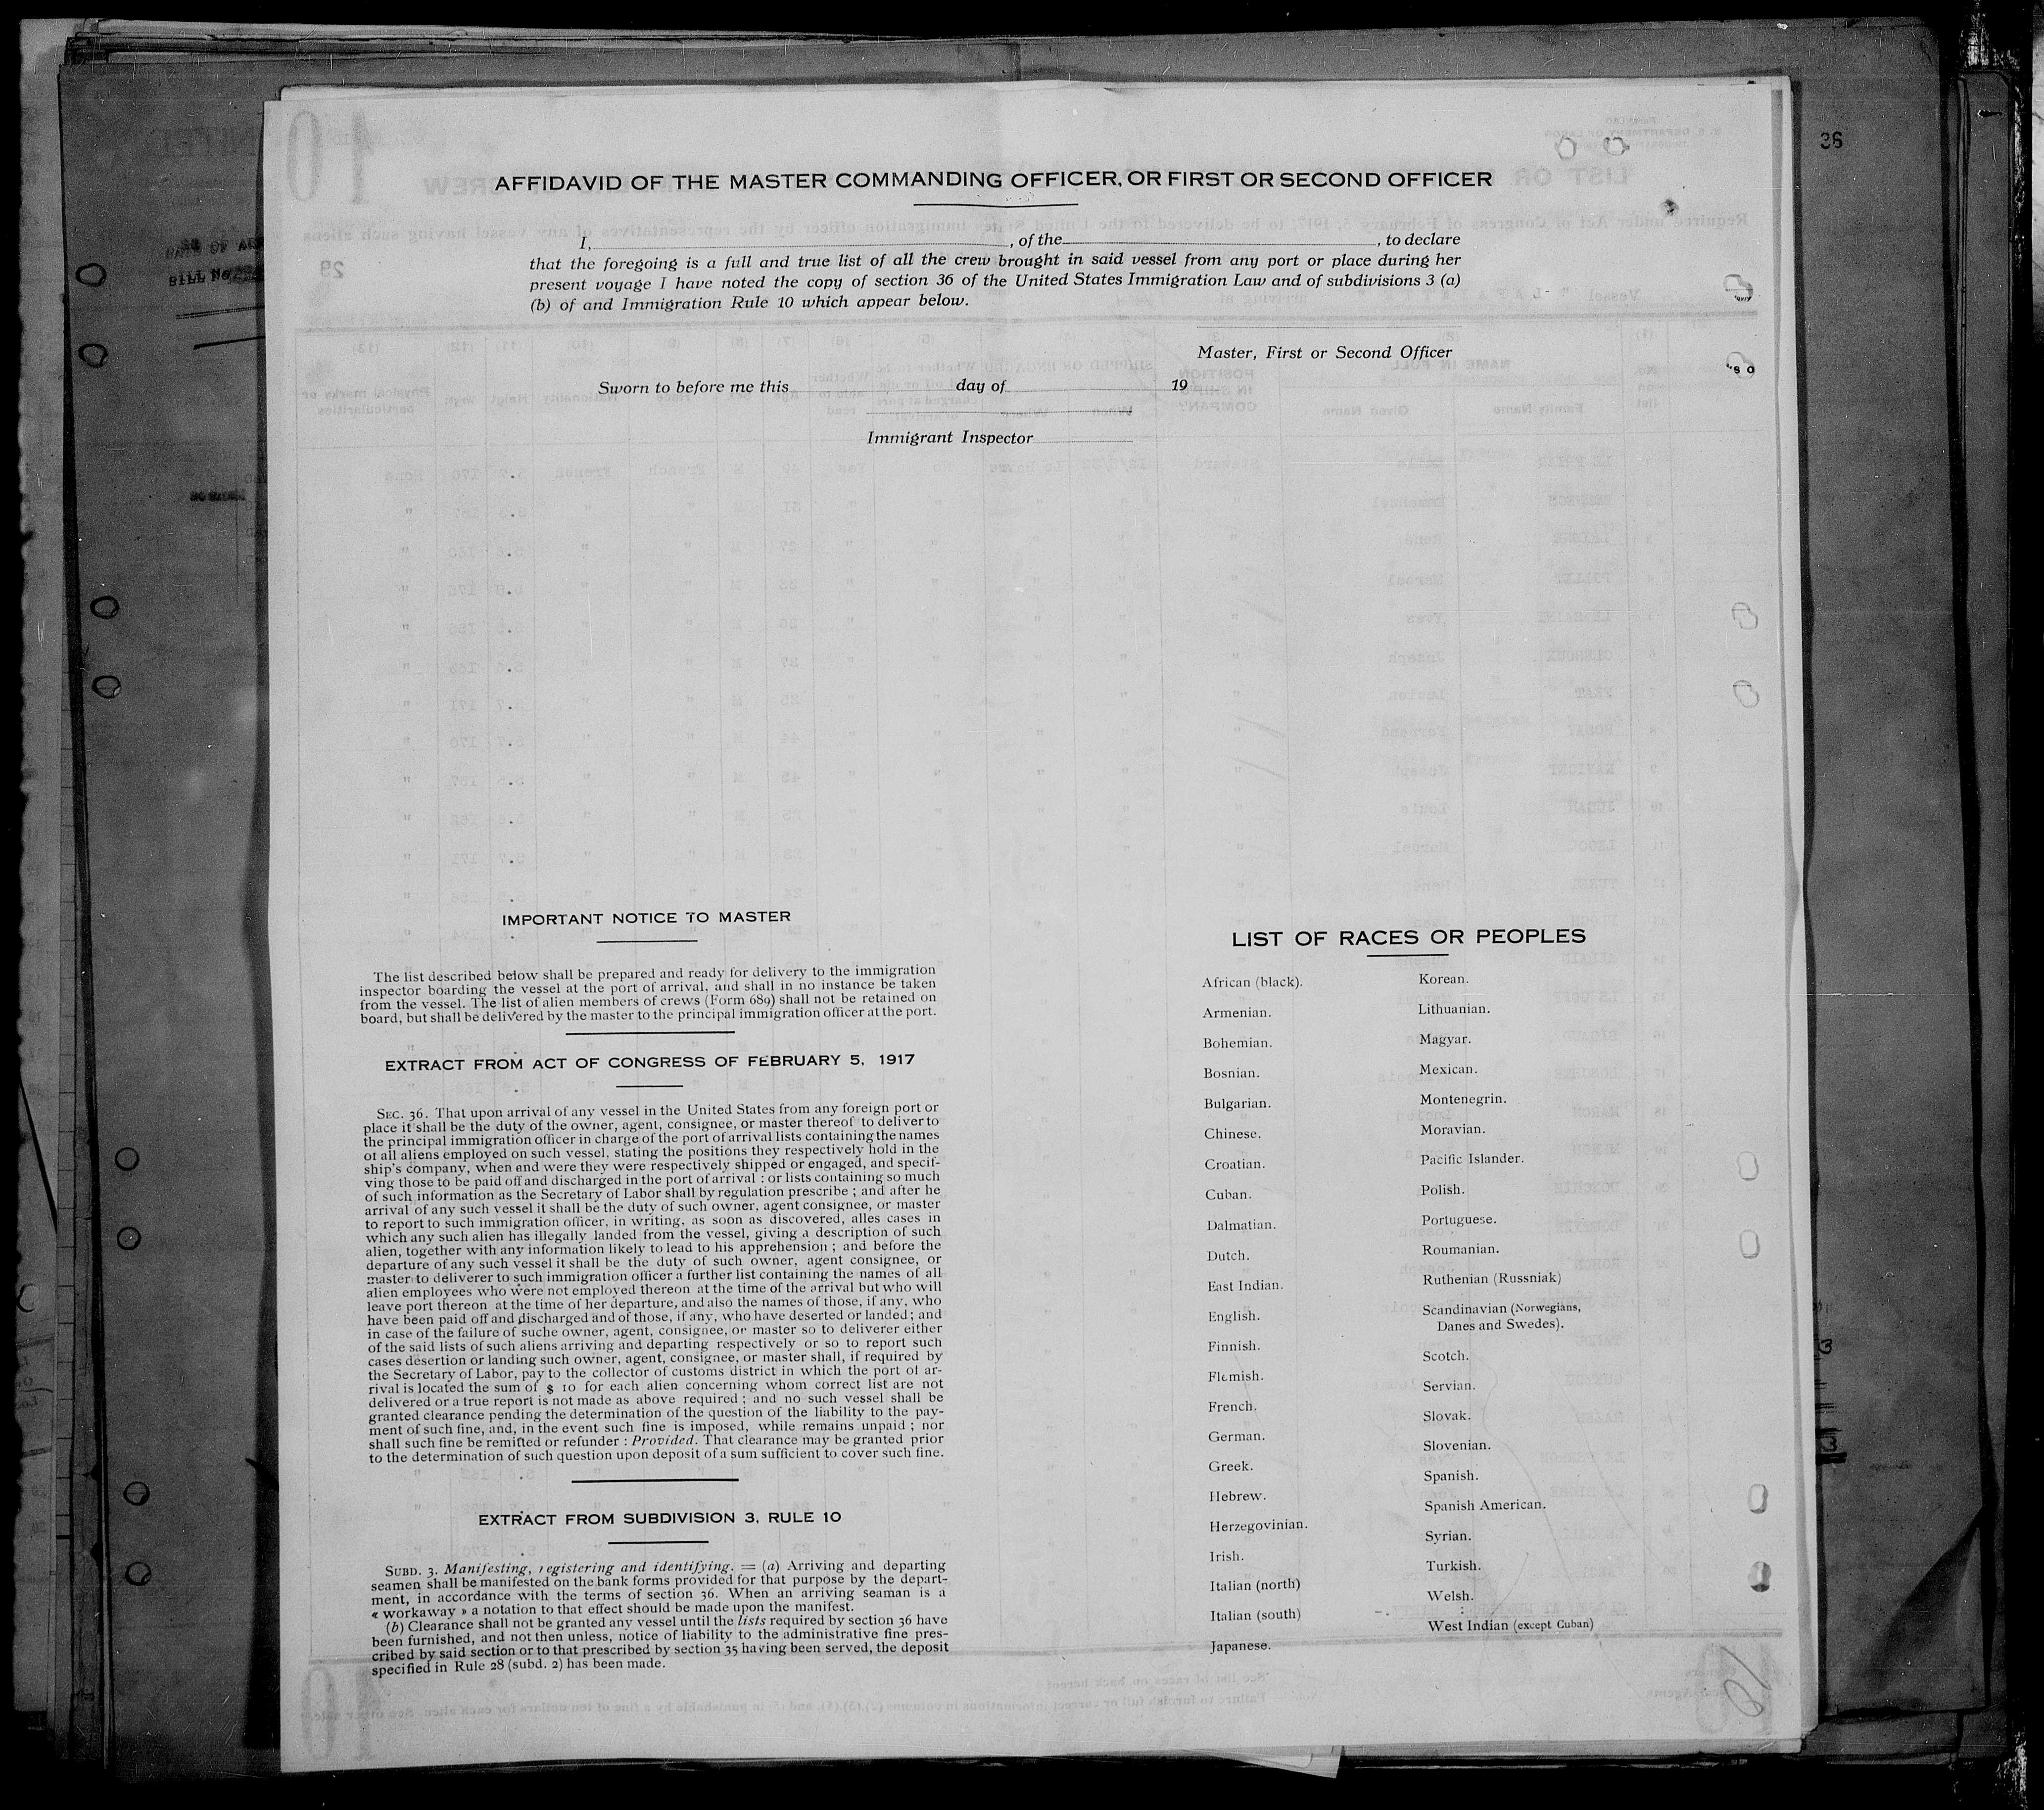 36
AFFIDAVID OF THE MASTER COMMANDING OFFICER, OR FIRST OR SECOND OFFICER
I, , of the , to declare
that the foregoing is a full and true list of all the crew brought in said vessel from any port or place during her
present voyage I have noted the copy of section 36 of the United States Immigration Law and of subdivisions 3 (a)
(b) of and Immigration Rule 10 which appear below.
Master, First or Second Officer
Sworn to before me this day of 19
Immigrant Inspector
IMPORTANT NOTICE TO MASTER
The list described below shall be prepared and ready for delivery to the immigration
inspector boarding the vessel at the port of arrival, and shall in no instance be taken
from the vessel. The list of alien members of crews (Form 689) shall not be retained on
board, but shall be delivered by the master to the principal immigration officer at the port.
EXTRACT FROM ACT OF CONGRESS OF FEBRUARY 5, 1917
SEC. 36. That upon arrival of any vessel in the United States from any foreign port or
place it shall be the duty of the owner, agent, consignee, or master thereof to deliver to
the principal immigration officer in charge of the port of arrival lists containing the names
of all aliens employed on such vessel, stating the positions they respectively hold in the
ship's company, when and were they were respectively shipped or engaged, and specif-
ving those to be paid off and discharged in the port of arrival : or lists containing so much
of such information as the Secretary of Labor shall by regulation prescribe ; and after he
arrival of any such vessel it shall be the duty of such owner, agent consignee, or master
to report to such immigration officer, in writing, as soon as discovered, alles cases in
which any such alien has illegally landed from the vessel, giving a description of such
alien, together with any information likely to lead to his apprehension ; and before the
departure of any such vessel it shall be the duty of such owner, agent consignee, or
master to deliverer to such immigration officer a further list containing the names of all
alien employees who were not employed thereon at the time of the arrival but who will
leave port thereon at the time of her departure, and also the names of those, if any, who
have been paid off and discharged and of those, if any, who have deserted or landed ; and
in case of the failure of suche owner, agent, consignee, or master so to deliverer either
of the said lists of such aliens arriving and departing respectively or so to report such
cases desertion or landing such owner, agent, consignee, or master shall, if required by
the Secretary of Labor, pay to the collector of customs district in which the port of ar-
rival is located the sum of $ 10 for each alien concerning whom correct list are not
delivered or a true report is not made as above required ; and no such vessel shall be
granted clearance pending the determination of the question of the liability to the pay-
ment of such fine, and, in the event such fine is imposed, while remains unpaid ; nor
shall such fine be remitted or refunder : Provided. That clearance may be granted prior
to the determination of such question upon deposit of a sum sufficient to cover such fine.
EXTRACT FROM SUBDIVISION 3, RULE 10
SUBD. 3. Manifesting, registering and identifying. = (a) Arriving and departing
seamen shall be manifested on the bank forms provided for that purpose by the depart-
ment, in accordance with the terms of section 36. When an arriving seaman is a
« workaway » a notation to that effect should be made upon the manifest.
(b) Clearance shall not be granted any vessel until the lists required by section 36 have
been furnished, and not then unless, notice of liability to the administrative fine pres-
cribed by said section or to that prescribed by section 35 having been served, the deposit
specified in Rule 28 (subd. 2) has been made.
LIST OF RACES OR PEOPLES
African (black).
Armenian.
Bohemian.
Bosnian.
Bulgarian.
Chinese.
Croatian.
Cuban.
Dalmatian.
Dutch.
East Indian.
English.
Finnish.
Flemish.
French.
German.
Greek.
Hebrew.
Herzegovinian.
Irish.
Italian (north)
Italian (south)
Japanese.
Korean.
Lithuanian.
Magyar.
Mexican.
Montenegrin.
Moravian.
Pacific Islander.
Polish.
Portuguese.
Roumanian.
Ruthenian (Russniak)
Scandinavian (Norwegians,
Danes and Swedes).
Scotch.
Servian.
Slovak.
Slovenian.
Spanish.
Spanish American.
Syrian.
Turkish.
Welsh.
West Indian (except Cuban)